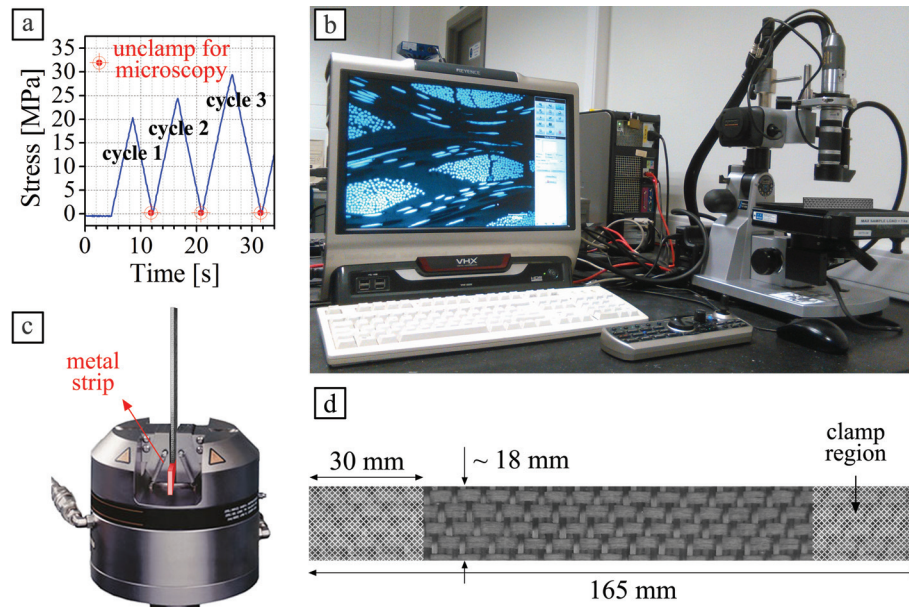 a
35
30
25
20
15
10
5
0
Stress [MPa]
unclamp for
microscopy
cycle 1
cycle 2
cycle 3
0 10 20 30
Time [s]
b
KEYENCE
VHX
c
metal
strip
d
30 mm
~ 18 mm
clamp
region
165 mm